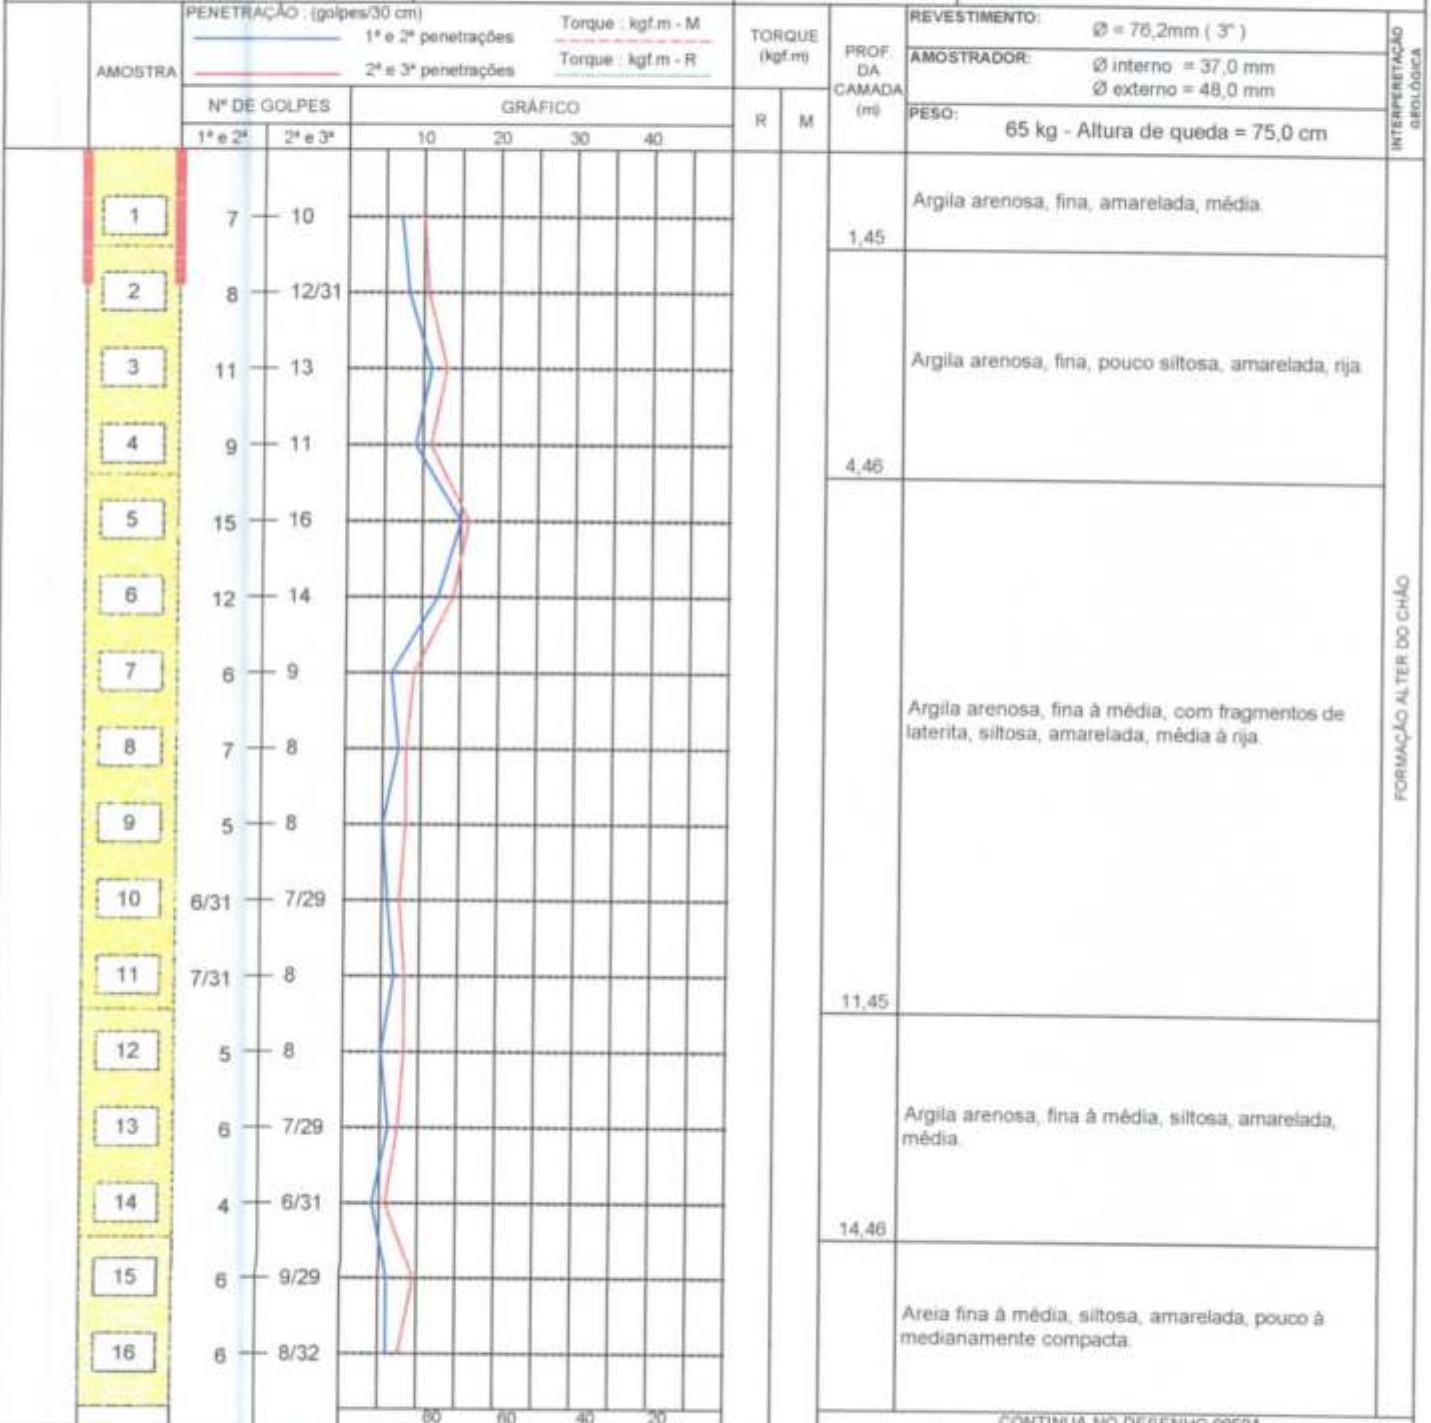 PENETRAÇÃO : (golpes/30 cm)
1ª e 2ª penetrações
2ª e 3ª penetrações
Torque : kgf.m - M
Torque : kgf.m - R
TORQUE
(kgf.m)
PROF.
DA
CAMADA
(m)
REVESTIMENTO:
Ø = 76,2mm ( 3" )
AMOSTRADOR:
Ø interno = 37,0 mm
Ø externo = 48,0 mm
PESO:
65 kg - Altura de queda = 75,0 cm
INTERPERETAÇÃO
GEOLÓGICA
AMOSTRA
Nº DE GOLPES
GRÁFICO
R M
1ª e 2ª 2ª e 3ª
10 20 30 40
1 7 10
Argila arenosa, fina, amarelada, média.
1,45
2 8 12/31
3 11 13
Argila arenosa, fina, pouco siltosa, amarelada, rija
4 9 11
4,46
5 15 16
6 12 14
7 6 9
Argila arenosa, fina à média, com fragmentos de
laterita, siltosa, amarelada, média à rija.
8 7 8
9 5 8
10 6/31 7/29
11 7/31 8
11,45
12 5 8
13 6 7/29
Argila arenosa, fina à média, siltosa, amarelada,
média.
14 4 6/31
14,46
15 6 9/29
Areia fina à média, siltosa, amarelada, pouco à
medianamente compacta.
16 6 8/32
FORMAÇÃO ALTER DO CHÃO
80 60 40 20
CONTINUA NO DESENHO